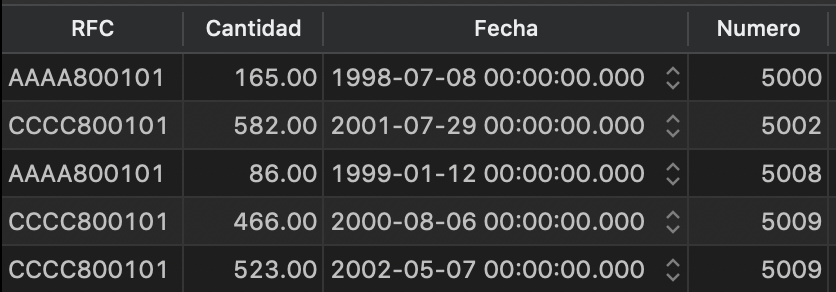 RFC Cantidad Fecha Numero
AAAA800101 165.00 1998-07-08 00:00:00.000 5000
CCCC800101 582.00 2001-07-29 00:00:00.000 5002
AAAA800101 86.00 1999-01-12 00:00:00.000 5008
CCCC800101 466.00 2000-08-06 00:00:00.000 5009
CCCC800101 523.00 2002-05-07 00:00:00.000 5009